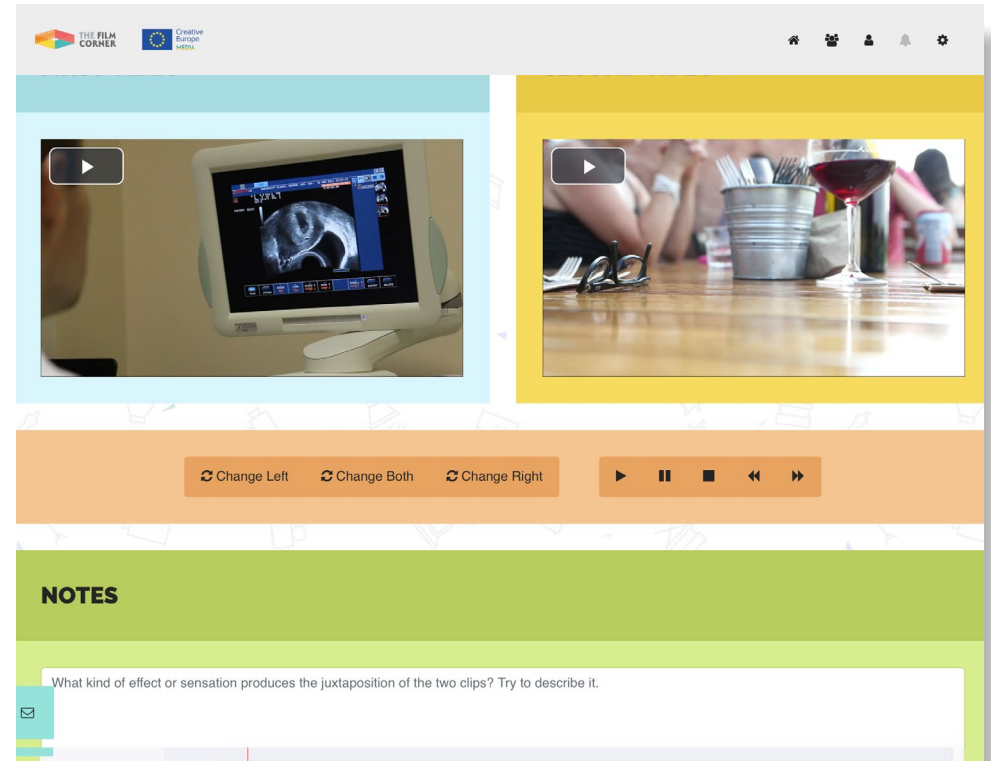 THE FILM
CORNER
Creative
Europe
MEDIA
Change Left
Change Both
Change Right
NOTES
What kind of effect or sensation produces the juxtaposition of the two clips? Try to describe it.